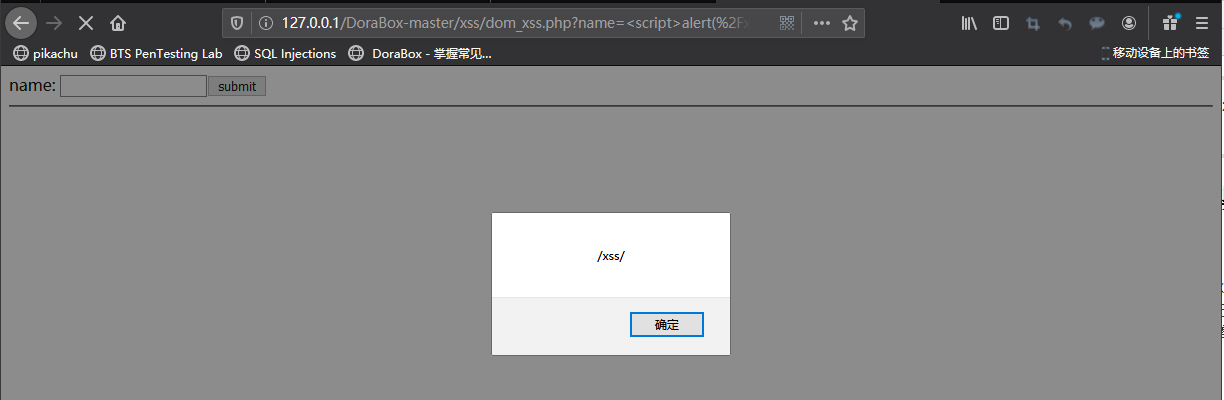 127.0.0.1/DoraBox-master/xss/dom_xss.php?name=<script>alert(%2Fx
pikachu BTS PenTesting Lab SQL Injections DoraBox - 掌握常见... 移动设备上的书签
name: submit
/xss/
确定